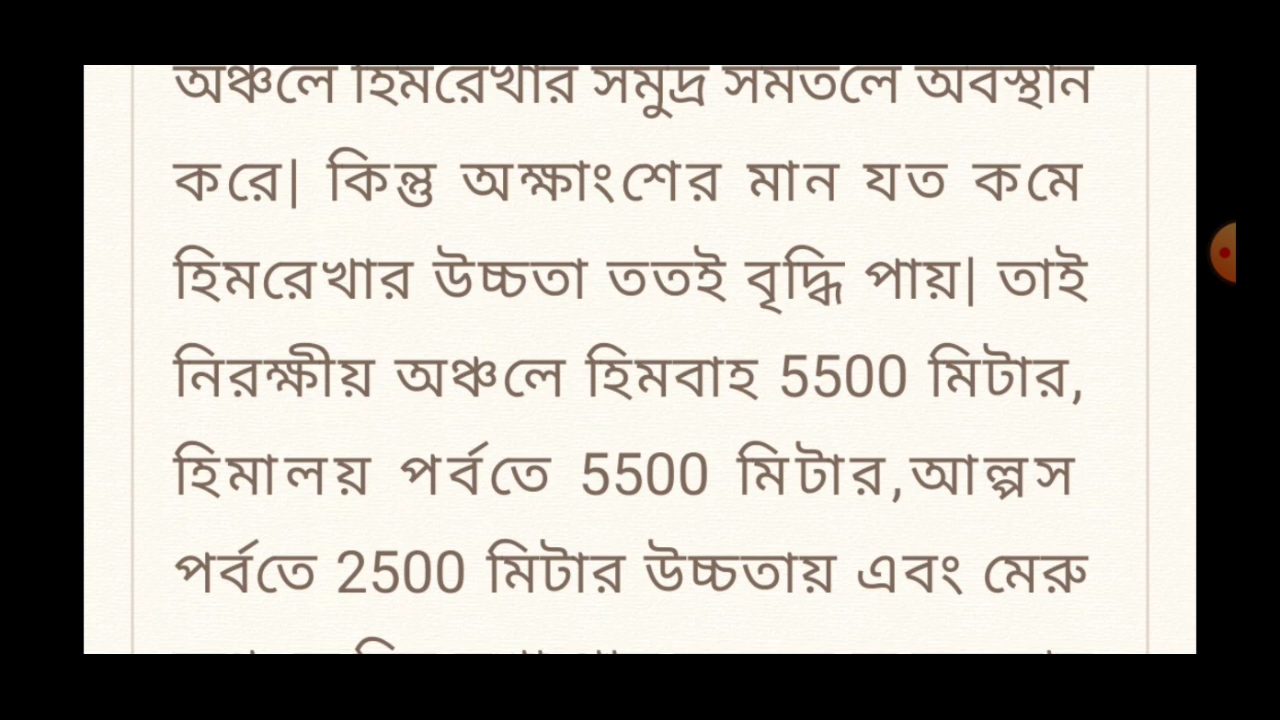 অঞ্চলে হিমরেখার সমুদ্র সমতলে অবস্থান
করে| কিন্তু অক্ষাংশের মান যত কমে
হিমরেখার উচ্চতা ততই বৃদ্ধি পায়| তাই
নিরক্ষীয় অঞ্চলে হিমবাহ 5500 মিটার,
হিমালয় পর্বতে 5500 মিটার,আল্পস
পর্বতে 2500 মিটার উচ্চতায় এবং মেরু